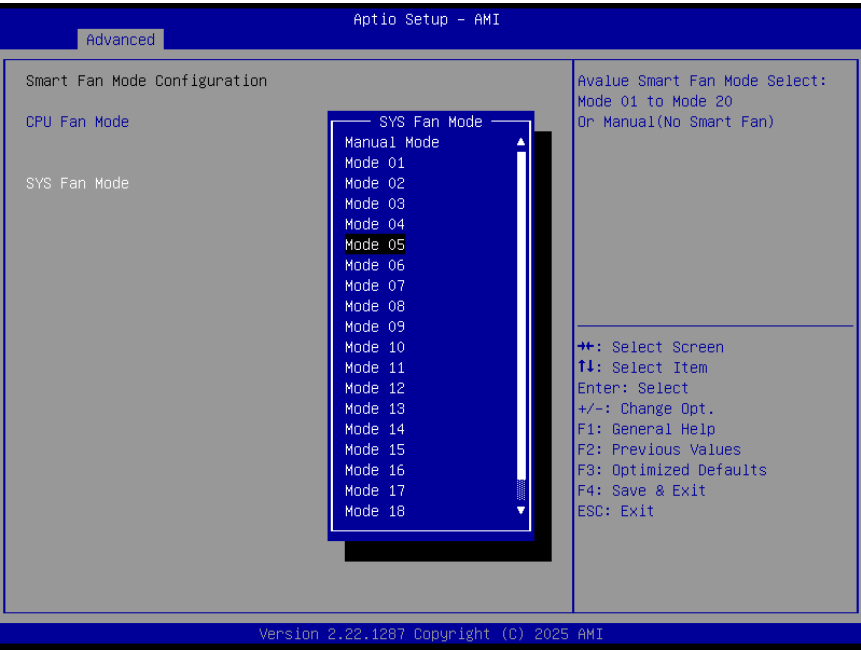 Aptio Setup – AMI
Advanced
Smart Fan Mode Configuration
CPU Fan Mode
SYS Fan Mode
SYS Fan Mode
Manual Mode
Mode 01
Mode 02
Mode 03
Mode 04
Mode 05
Mode 06
Mode 07
Mode 08
Mode 09
Mode 10
Mode 11
Mode 12
Mode 13
Mode 14
Mode 15
Mode 16
Mode 17
Mode 18
Avalue Smart Fan Mode Select:
Mode 01 to Mode 20
Or Manual(No Smart Fan)
→←: Select Screen
↑↓: Select Item
Enter: Select
+/-: Change Opt.
F1: General Help
F2: Previous Values
F3: Optimized Defaults
F4: Save & Exit
ESC: Exit
Version 2.22.1287 Copyright (C) 2025 AMI